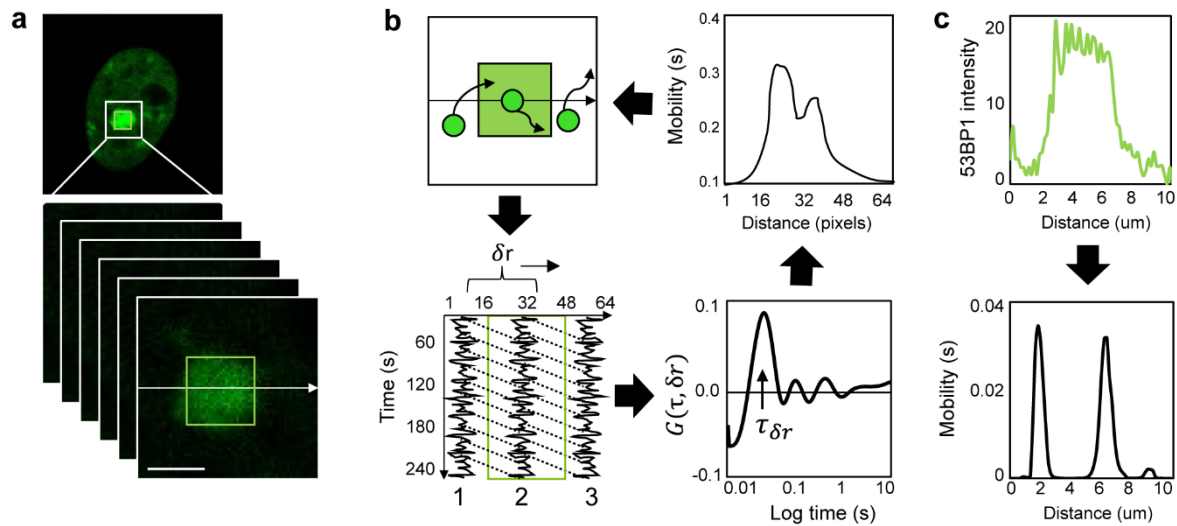 a
b
c
Mobility (s)
0.4
0.3
0.2
0.1
1 16 32 48 64
Distance (pixels)
53BP1 intensity
20
10
0
0 2 4 6 8 10
Distance (um)
δr
1 16 32 48 64
Time (s)
60
120
180
240
1 2 3
G(τ, δr)
0.1
0.0
-0.1
τδr
0.01 0.1 1 10
Log time (s)
Mobility (s)
0.04
0.02
0
0 2 4 6 8 10
Distance (um)